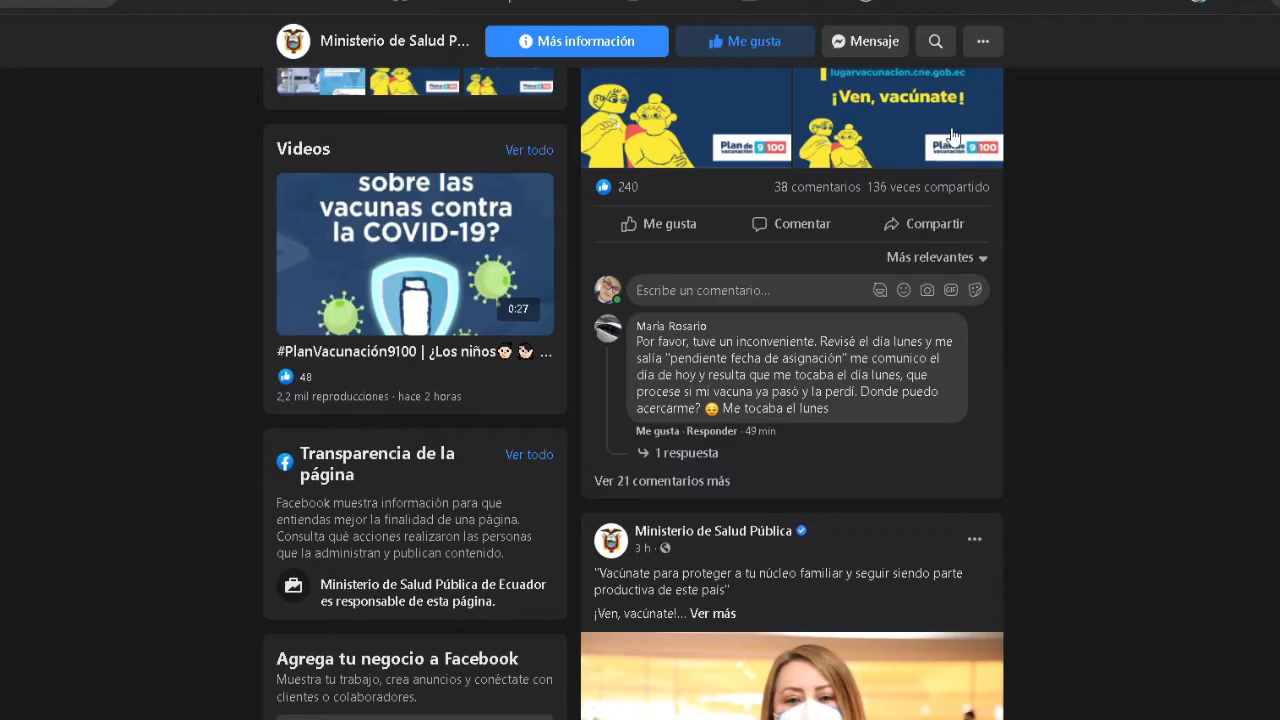 Ministerio de Salud P...
Más información
Me gusta
Mensaje
Videos
Ver todo
sobre las
vacunas contra
la COVID-19?
0:27
#PlanVacunación9100 | ¿Los niños👦🏻👧🏻 ...
48
2,2 mil reproducciones · hace 2 horas
Transparencia de la
página
Ver todo
Facebook muestra información para que
entiendas mejor la finalidad de una página.
Consulta qué acciones realizaron las personas
que la administran y publican contenido.
Ministerio de Salud Pública de Ecuador
es responsable de esta página.
Agrega tu negocio a Facebook
Muestra tu trabajo, crea anuncios y conéctate con
clientes o colaboradores.
lugarvacunacion.cne.gob.ec
¡Ven, vacúnate!
Plan de
vacunación 9 100
Plan de
vacunación 9 100
240
38 comentarios 136 veces compartido
Me gusta
Comentar
Compartir
Más relevantes
Escribe un comentario...
GIF
María Rosario
Por favor, tuve un inconveniente. Revisé el día lunes y me
salía "pendiente fecha de asignación" me comunico el
día de hoy y resulta que me tocaba el día lunes, que
procese si mi vacuna ya pasó y la perdí. Donde puedo
acercarme? 😔 Me tocaba el lunes
Me gusta · Responder · 49 min
1 respuesta
Ver 21 comentarios más
Ministerio de Salud Pública
3 h ·
"Vacúnate para proteger a tu núcleo familiar y seguir siendo parte
productiva de este país"
¡Ven, vacúnate!... Ver más